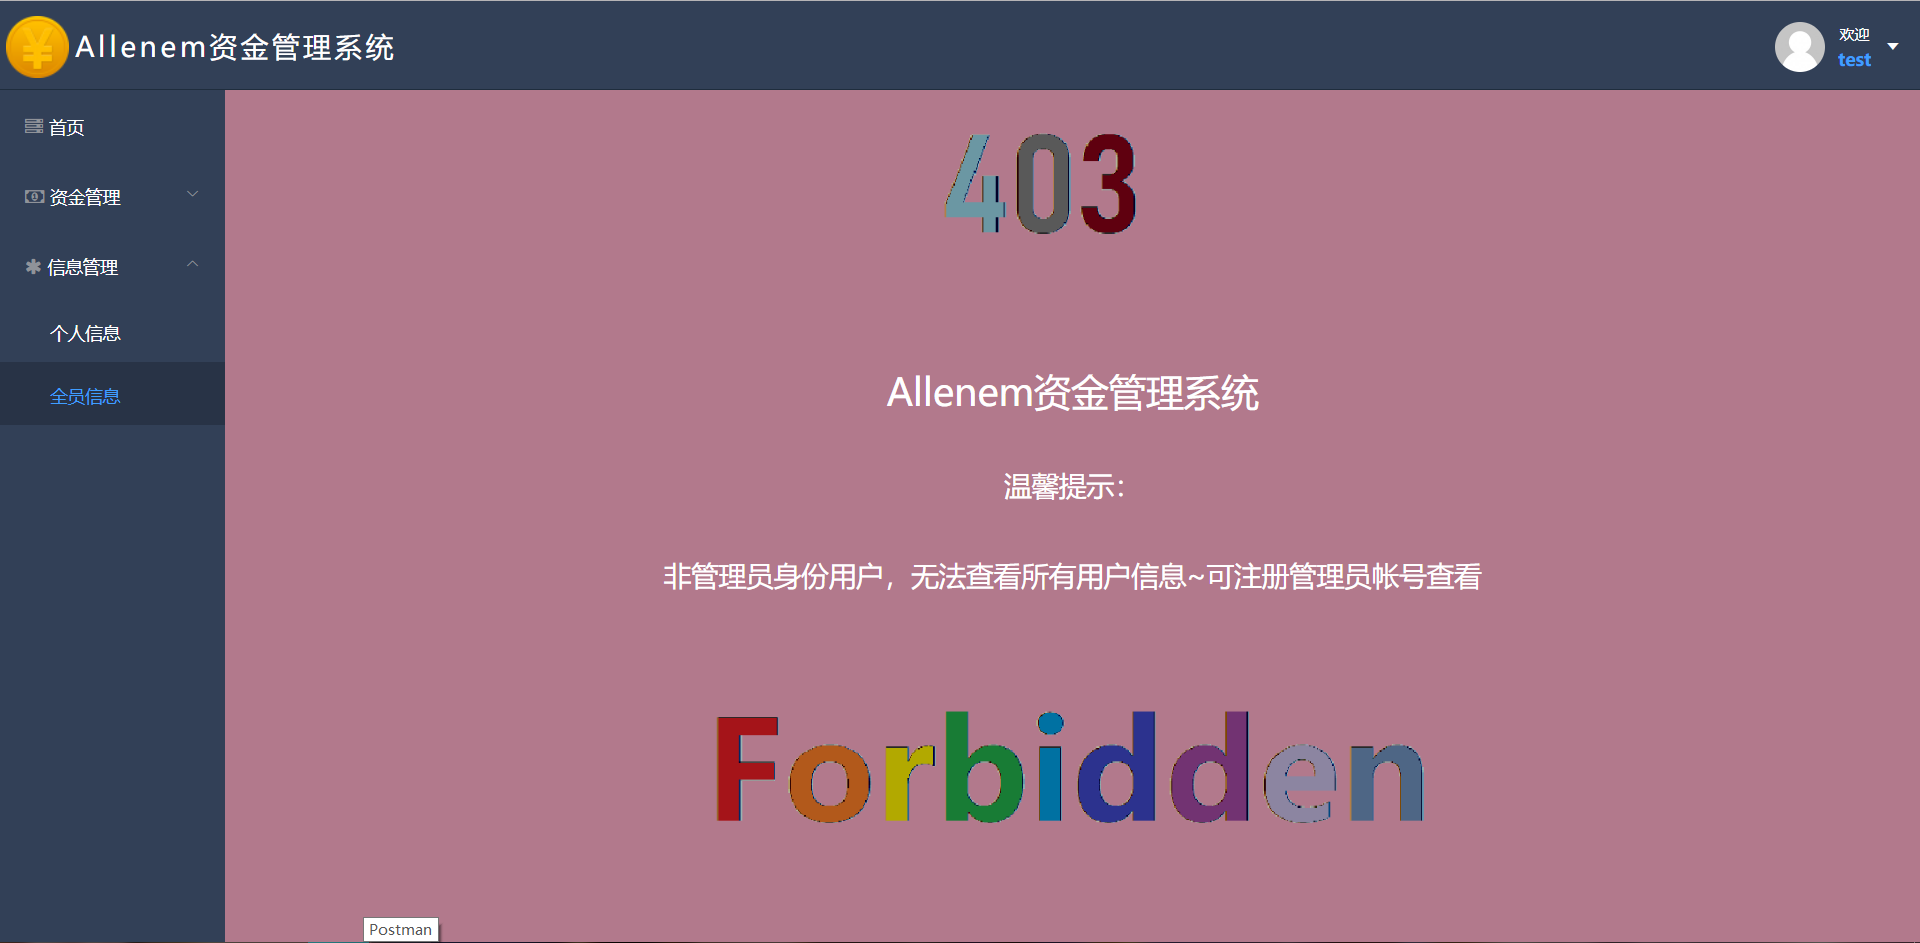 Allenem资金管理系统
欢迎
test
首页
资金管理
信息管理
个人信息
全员信息
403
Allenem资金管理系统
温馨提示：
非管理员身份用户，无法查看所有用户信息~可注册管理员帐号查看
Forbidden
Postman